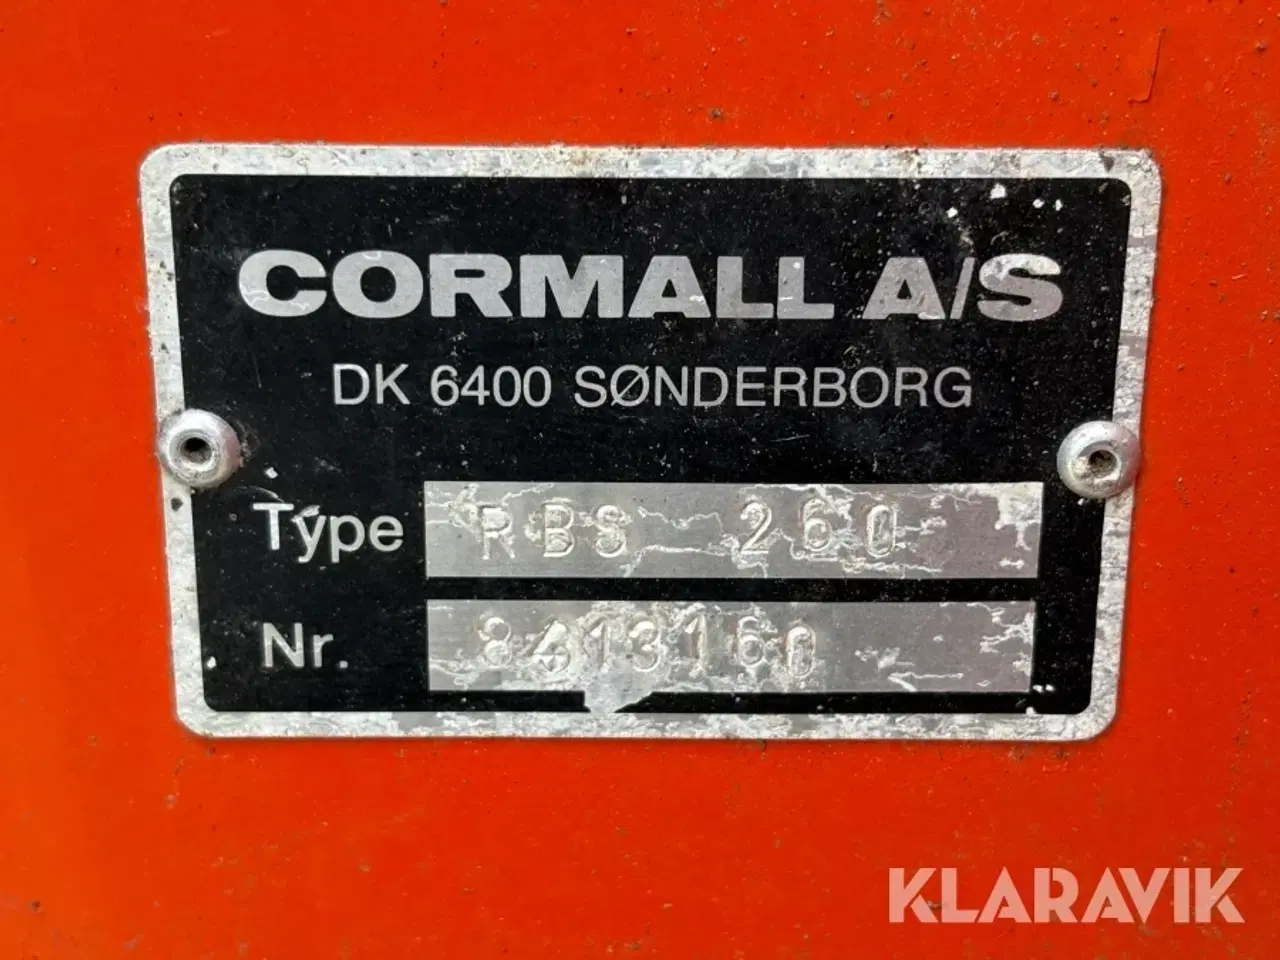 CORMALL A/S
DK 6400 SØNDERBORG
Type RBS 260
Nr. 8413160
KLARAVIK